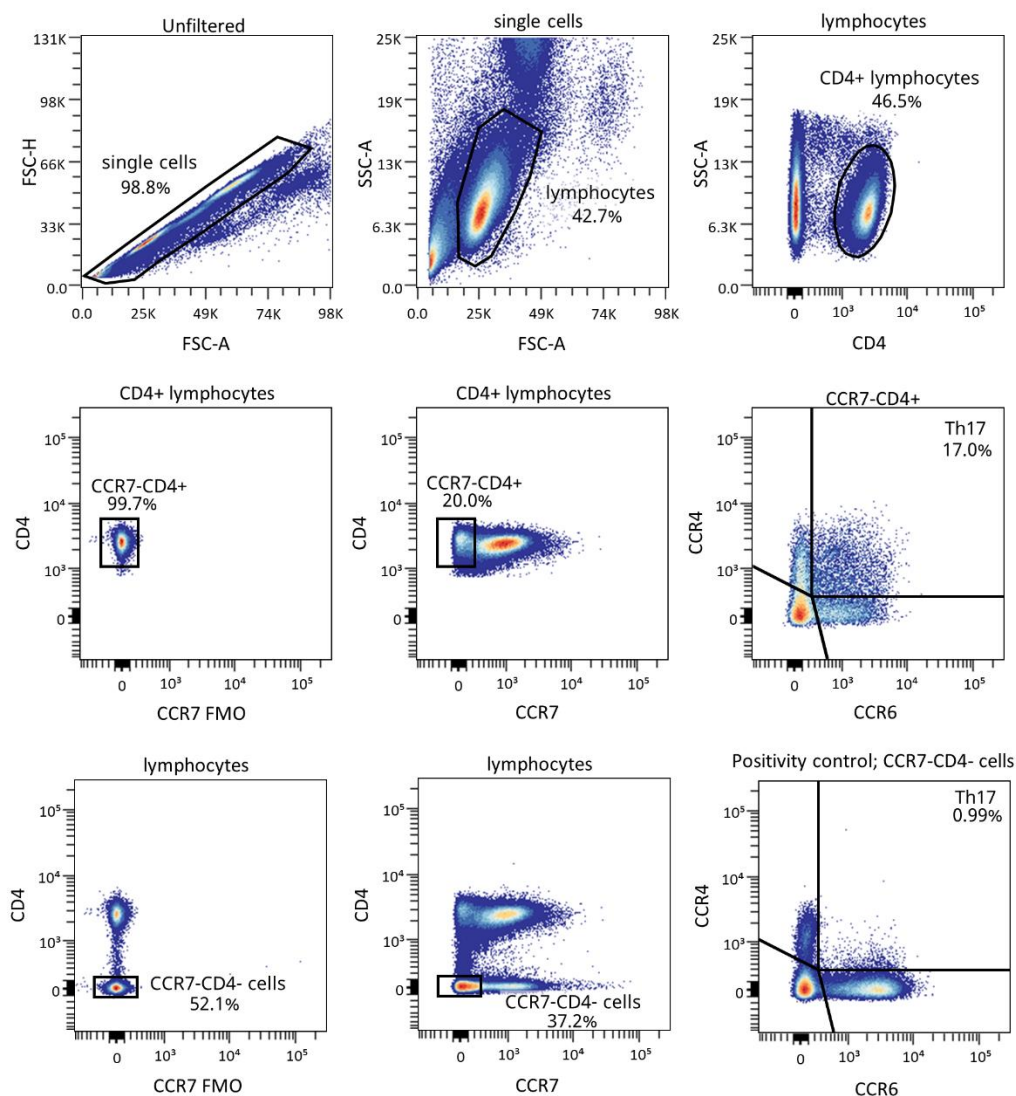 Unfiltered
131K
98K
66K
33K
0.0
FSC-H
single cells
98.8%
0.0 25K 49K 74K 98K
FSC-A
single cells
25K
19K
13K
6.3K
0.0
SSC-A
lymphocytes
42.7%
0.0 25K 49K 74K 98K
FSC-A
lymphocytes
25K
19K
13K
6.3K
0.0
SSC-A
CD4+ lymphocytes
46.5%
0 10³ 10⁴ 10⁵
CD4
CD4+ lymphocytes
10⁵
10⁴
10³
0
CD4
CCR7-CD4+
99.7%
0 10³ 10⁴ 10⁵
CCR7 FMO
CD4+ lymphocytes
10⁵
10⁴
10³
0
CD4
CCR7-CD4+
20.0%
0 10³ 10⁴ 10⁵
CCR7
CCR7-CD4+
10⁵
10⁴
10³
0
CCR4
Th17
17.0%
0 10³ 10⁴ 10⁵
CCR6
lymphocytes
10⁵
10⁴
10³
0
CD4
CCR7-CD4- cells
52.1%
0 10³ 10⁴ 10⁵
CCR7 FMO
lymphocytes
10⁵
10⁴
10³
0
CD4
CCR7-CD4- cells
37.2%
0 10³ 10⁴ 10⁵
CCR7
Positivity control; CCR7-CD4- cells
10⁵
10⁴
10³
0
CCR4
Th17
0.99%
0 10³ 10⁴ 10⁵
CCR6